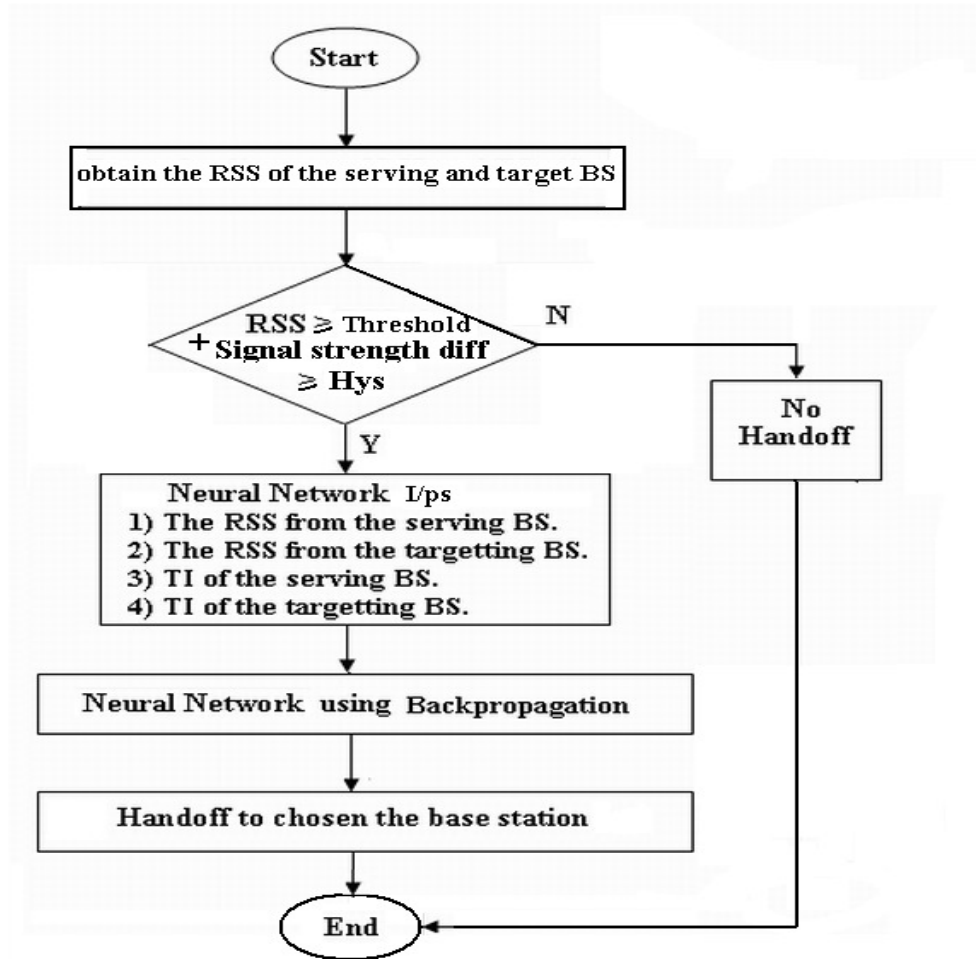 Start
obtain the RSS of the serving and target BS
RSS ⩾ Threshold
+ Signal strength diff
⩾ Hys
N
No
Handoff
Y
Neural Network I/ps
1) The RSS from the serving BS.
2) The RSS from the targetting BS.
3) TI of the serving BS.
4) TI of the targetting BS.
Neural Network using Backpropagation
Handoff to chosen the base station
End